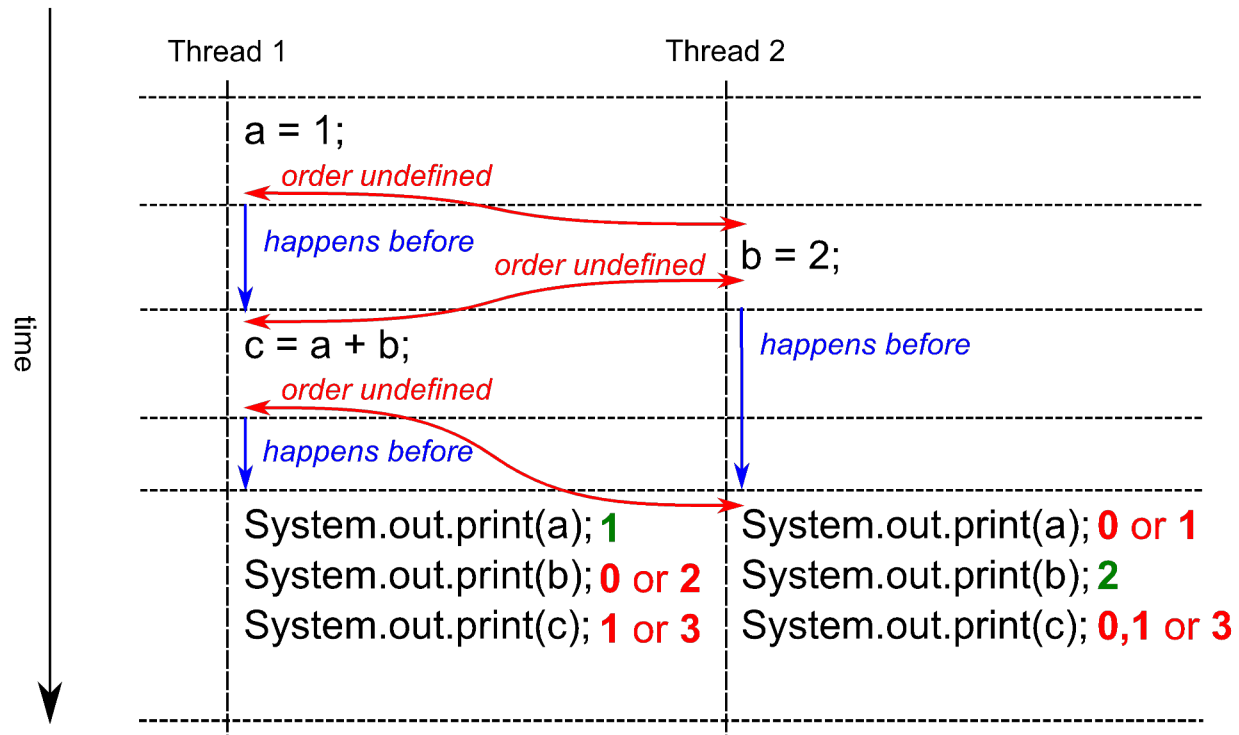 Thread 1
Thread 2
a = 1;
order undefined
happens before
b = 2;
order undefined
time
c = a + b;
happens before
order undefined
happens before
System.out.print(a); 1
System.out.print(a); 0 or 1
System.out.print(b); 0 or 2
System.out.print(b); 2
System.out.print(c); 1 or 3
System.out.print(c); 0,1 or 3